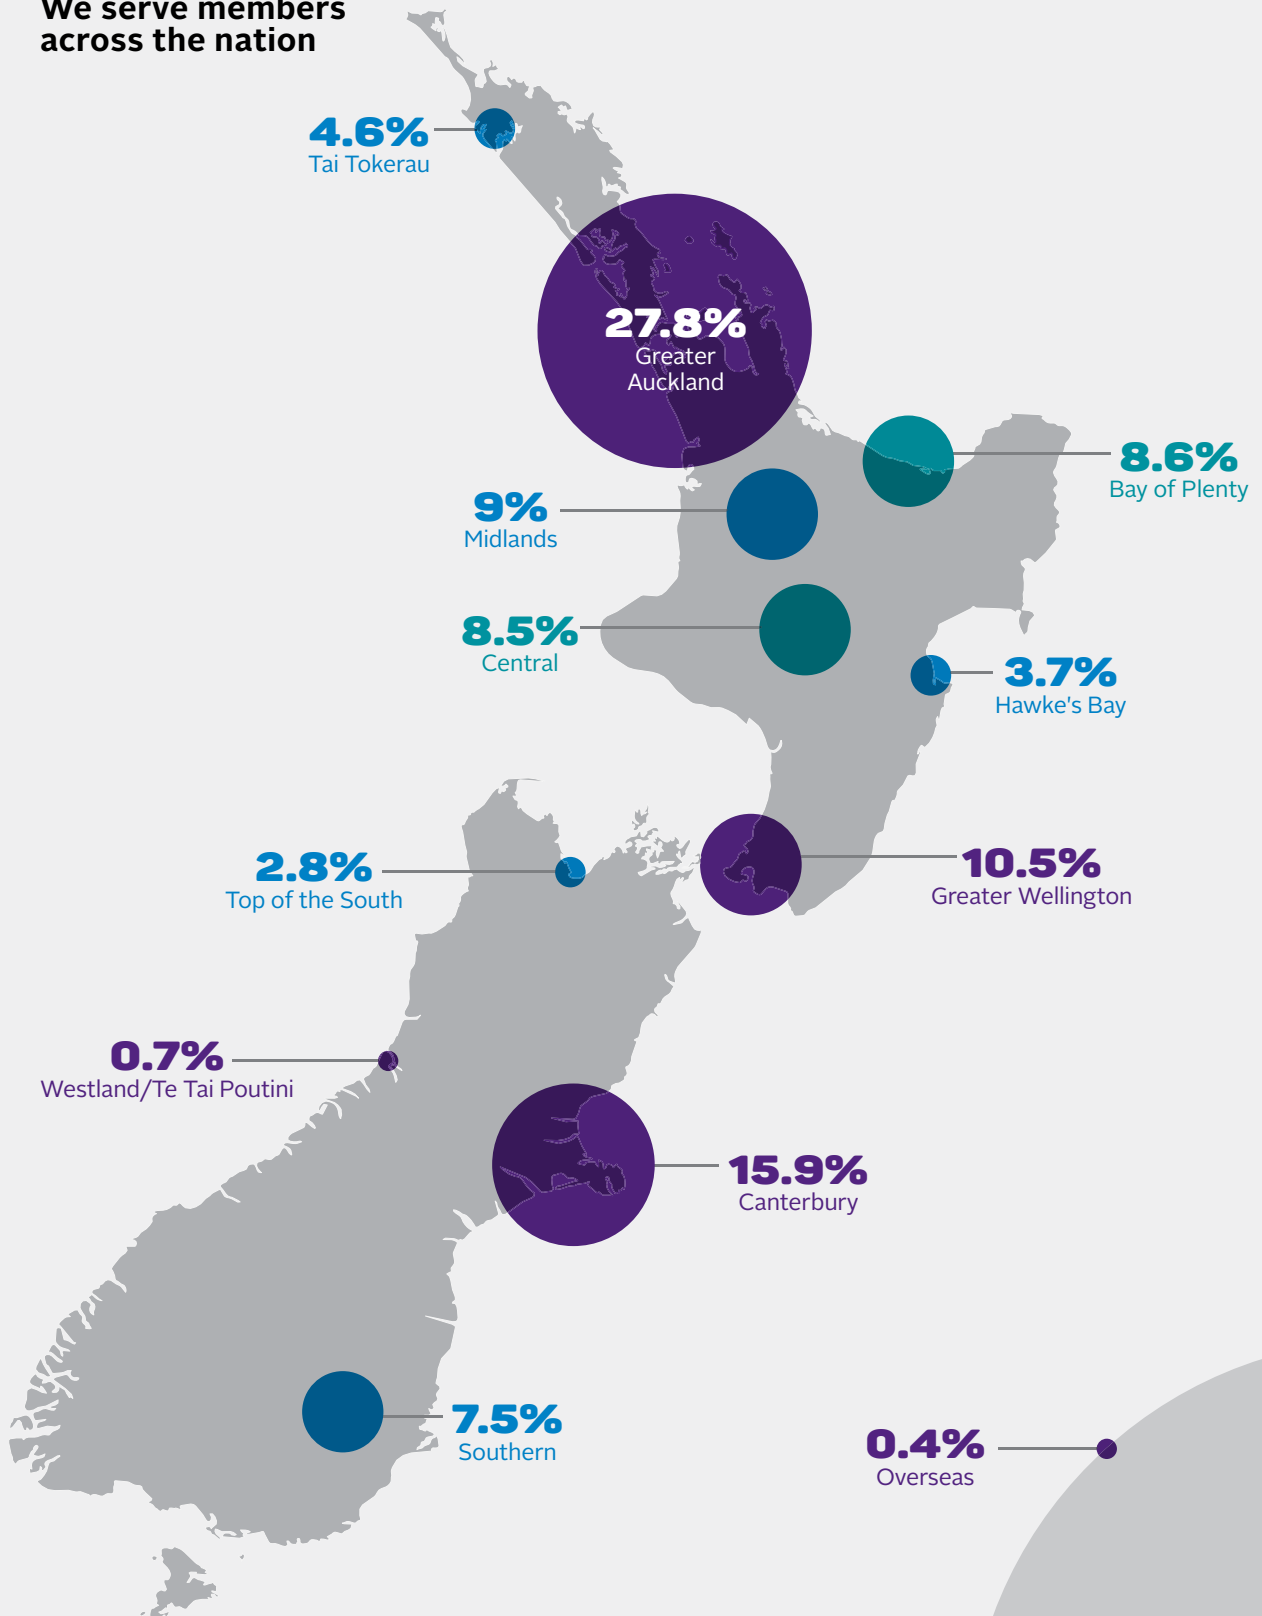 We serve members
across the nation
4.6%
Tai Tokerau
27.8%
Greater
Auckland
8.6%
Bay of Plenty
9%
Midlands
8.5%
Central
3.7%
Hawke's Bay
2.8%
Top of the South
10.5%
Greater Wellington
0.7%
Westland/Te Tai Poutini
15.9%
Canterbury
7.5%
Southern
0.4%
Overseas